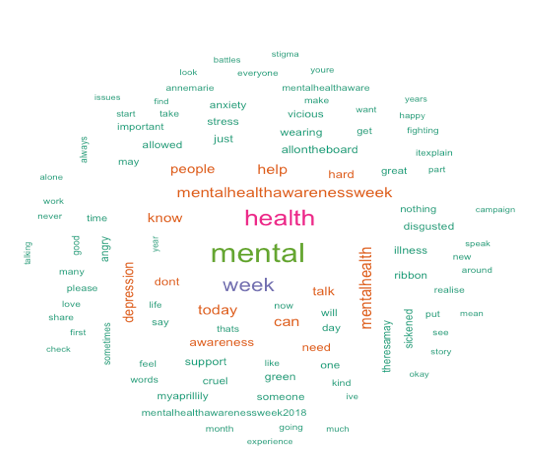 stigma
battles
look everyone youre
annemarie mentalhealthaware
issues find anxiety make years
start take vicious want happy
important stress wearing get fighting
always allowed just allontheboard itexplain
may people help hard great part
alone mentalhealthawarenessweek
work nothing campaign
never time know health disgusted
talking good angry year mental illness speak
new
many dont week mentalhealth ribbon around
please depression talk realise
love life today now will sickened put mean
share say can day theresamay
first sometimes thats see
check awareness need story
feel support like one okay
words cruel green kind
myaprillily someone ive
mentalhealthawarenessweek2018
month going much
experience